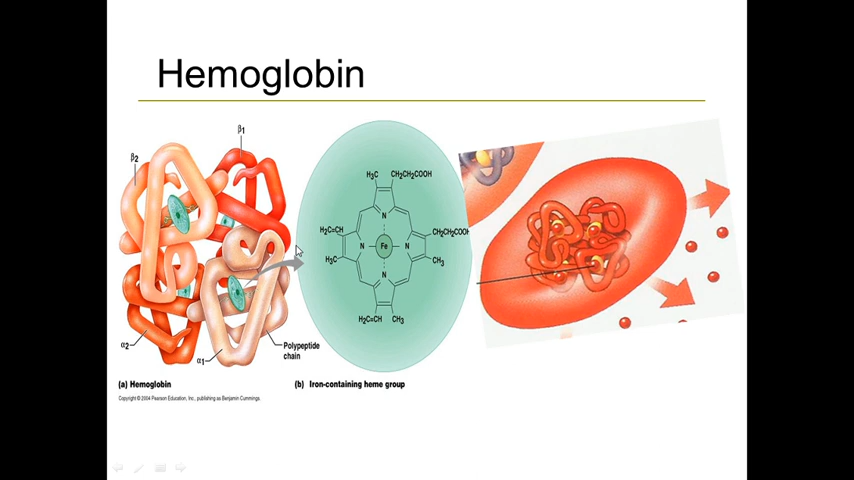 Hemoglobin
β1
β2
H3C
CH2CH2COOH
N
H2C=CH
CH2CH2COOH
N
Fe
N
H3C
CH3
N
H2C=CH
CH3
α2
α1
Polypeptide
chain
(a) Hemoglobin
(b) Iron-containing heme group
Copyright © 2004 Pearson Education, Inc., publishing as Benjamin Cummings.